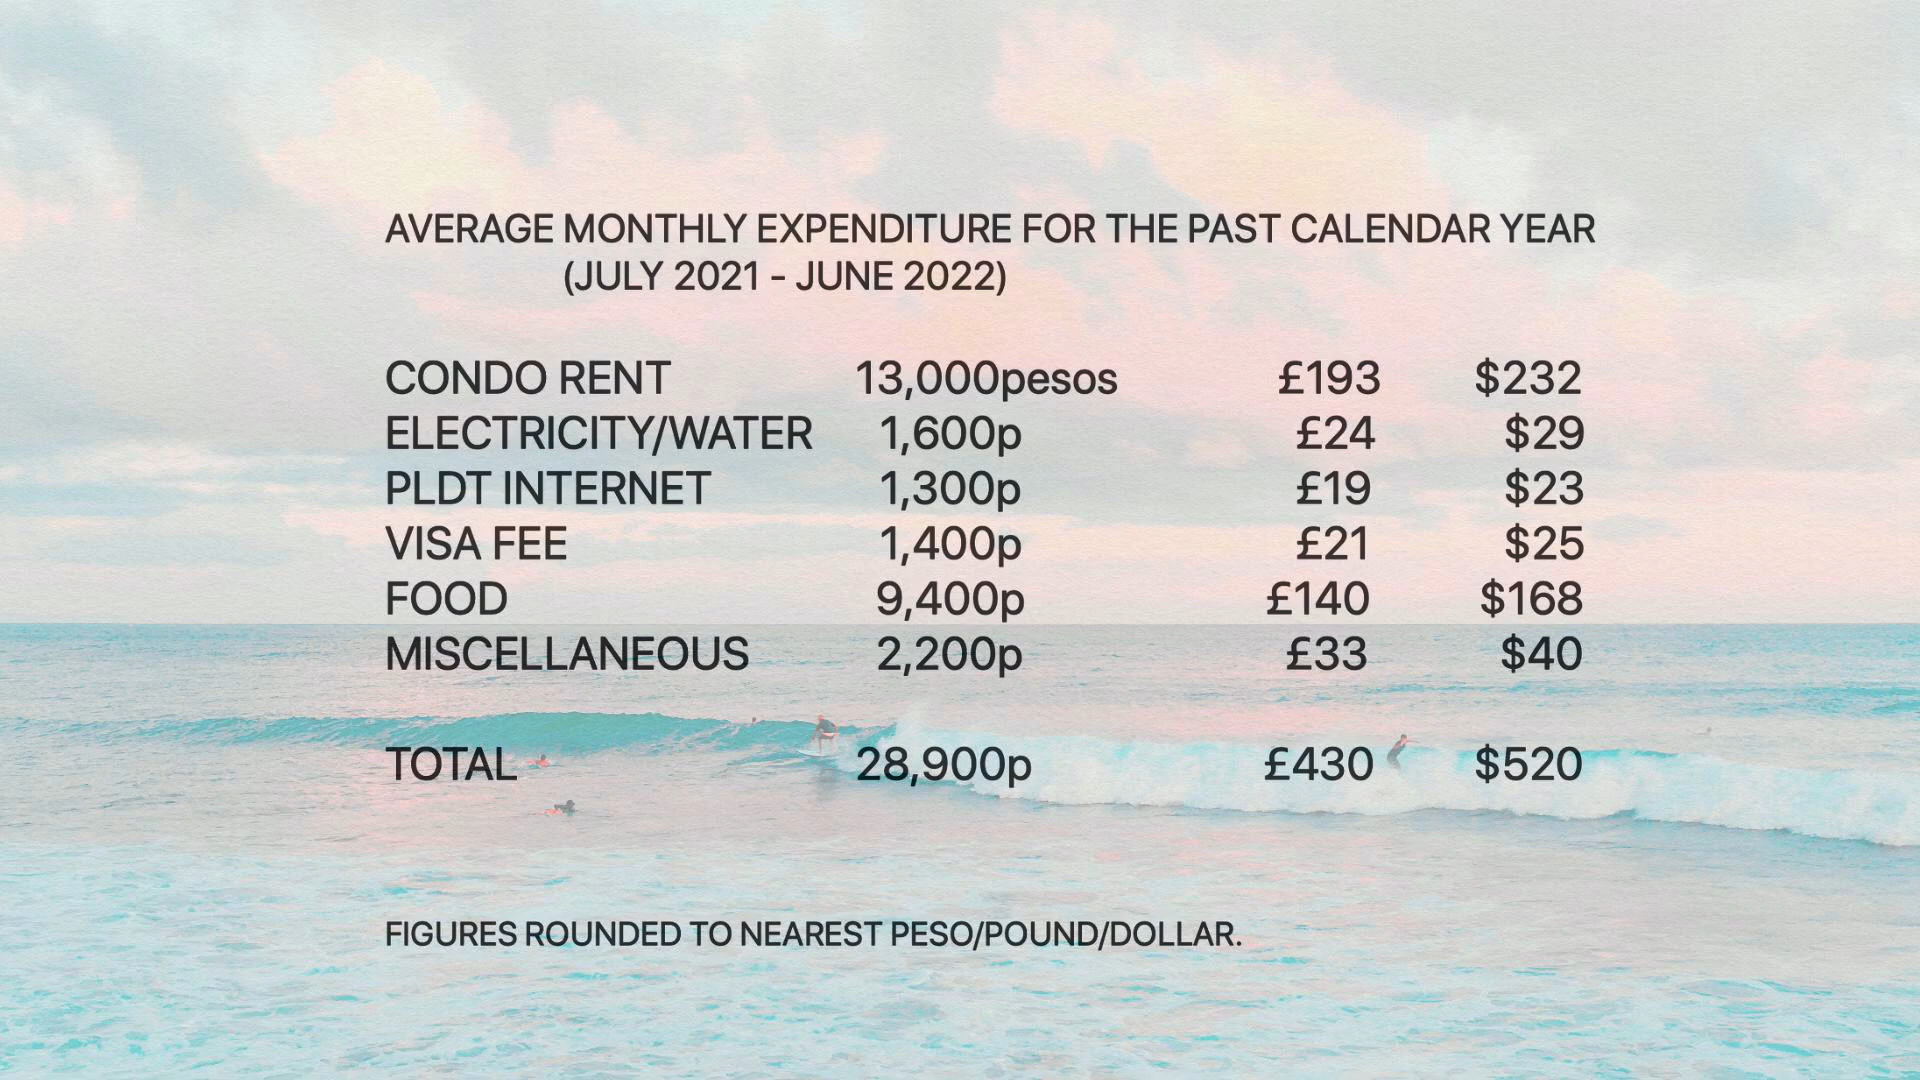 AVERAGE MONTHLY EXPENDITURE FOR THE PAST CALENDAR YEAR
(JULY 2021 - JUNE 2022)
CONDO RENT 13,000pesos £193 $232
ELECTRICITY/WATER 1,600p £24 $29
PLDT INTERNET 1,300p £19 $23
VISA FEE 1,400p £21 $25
FOOD 9,400p £140 $168
MISCELLANEOUS 2,200p £33 $40
TOTAL 28,900p £430 $520
FIGURES ROUNDED TO NEAREST PESO/POUND/DOLLAR.